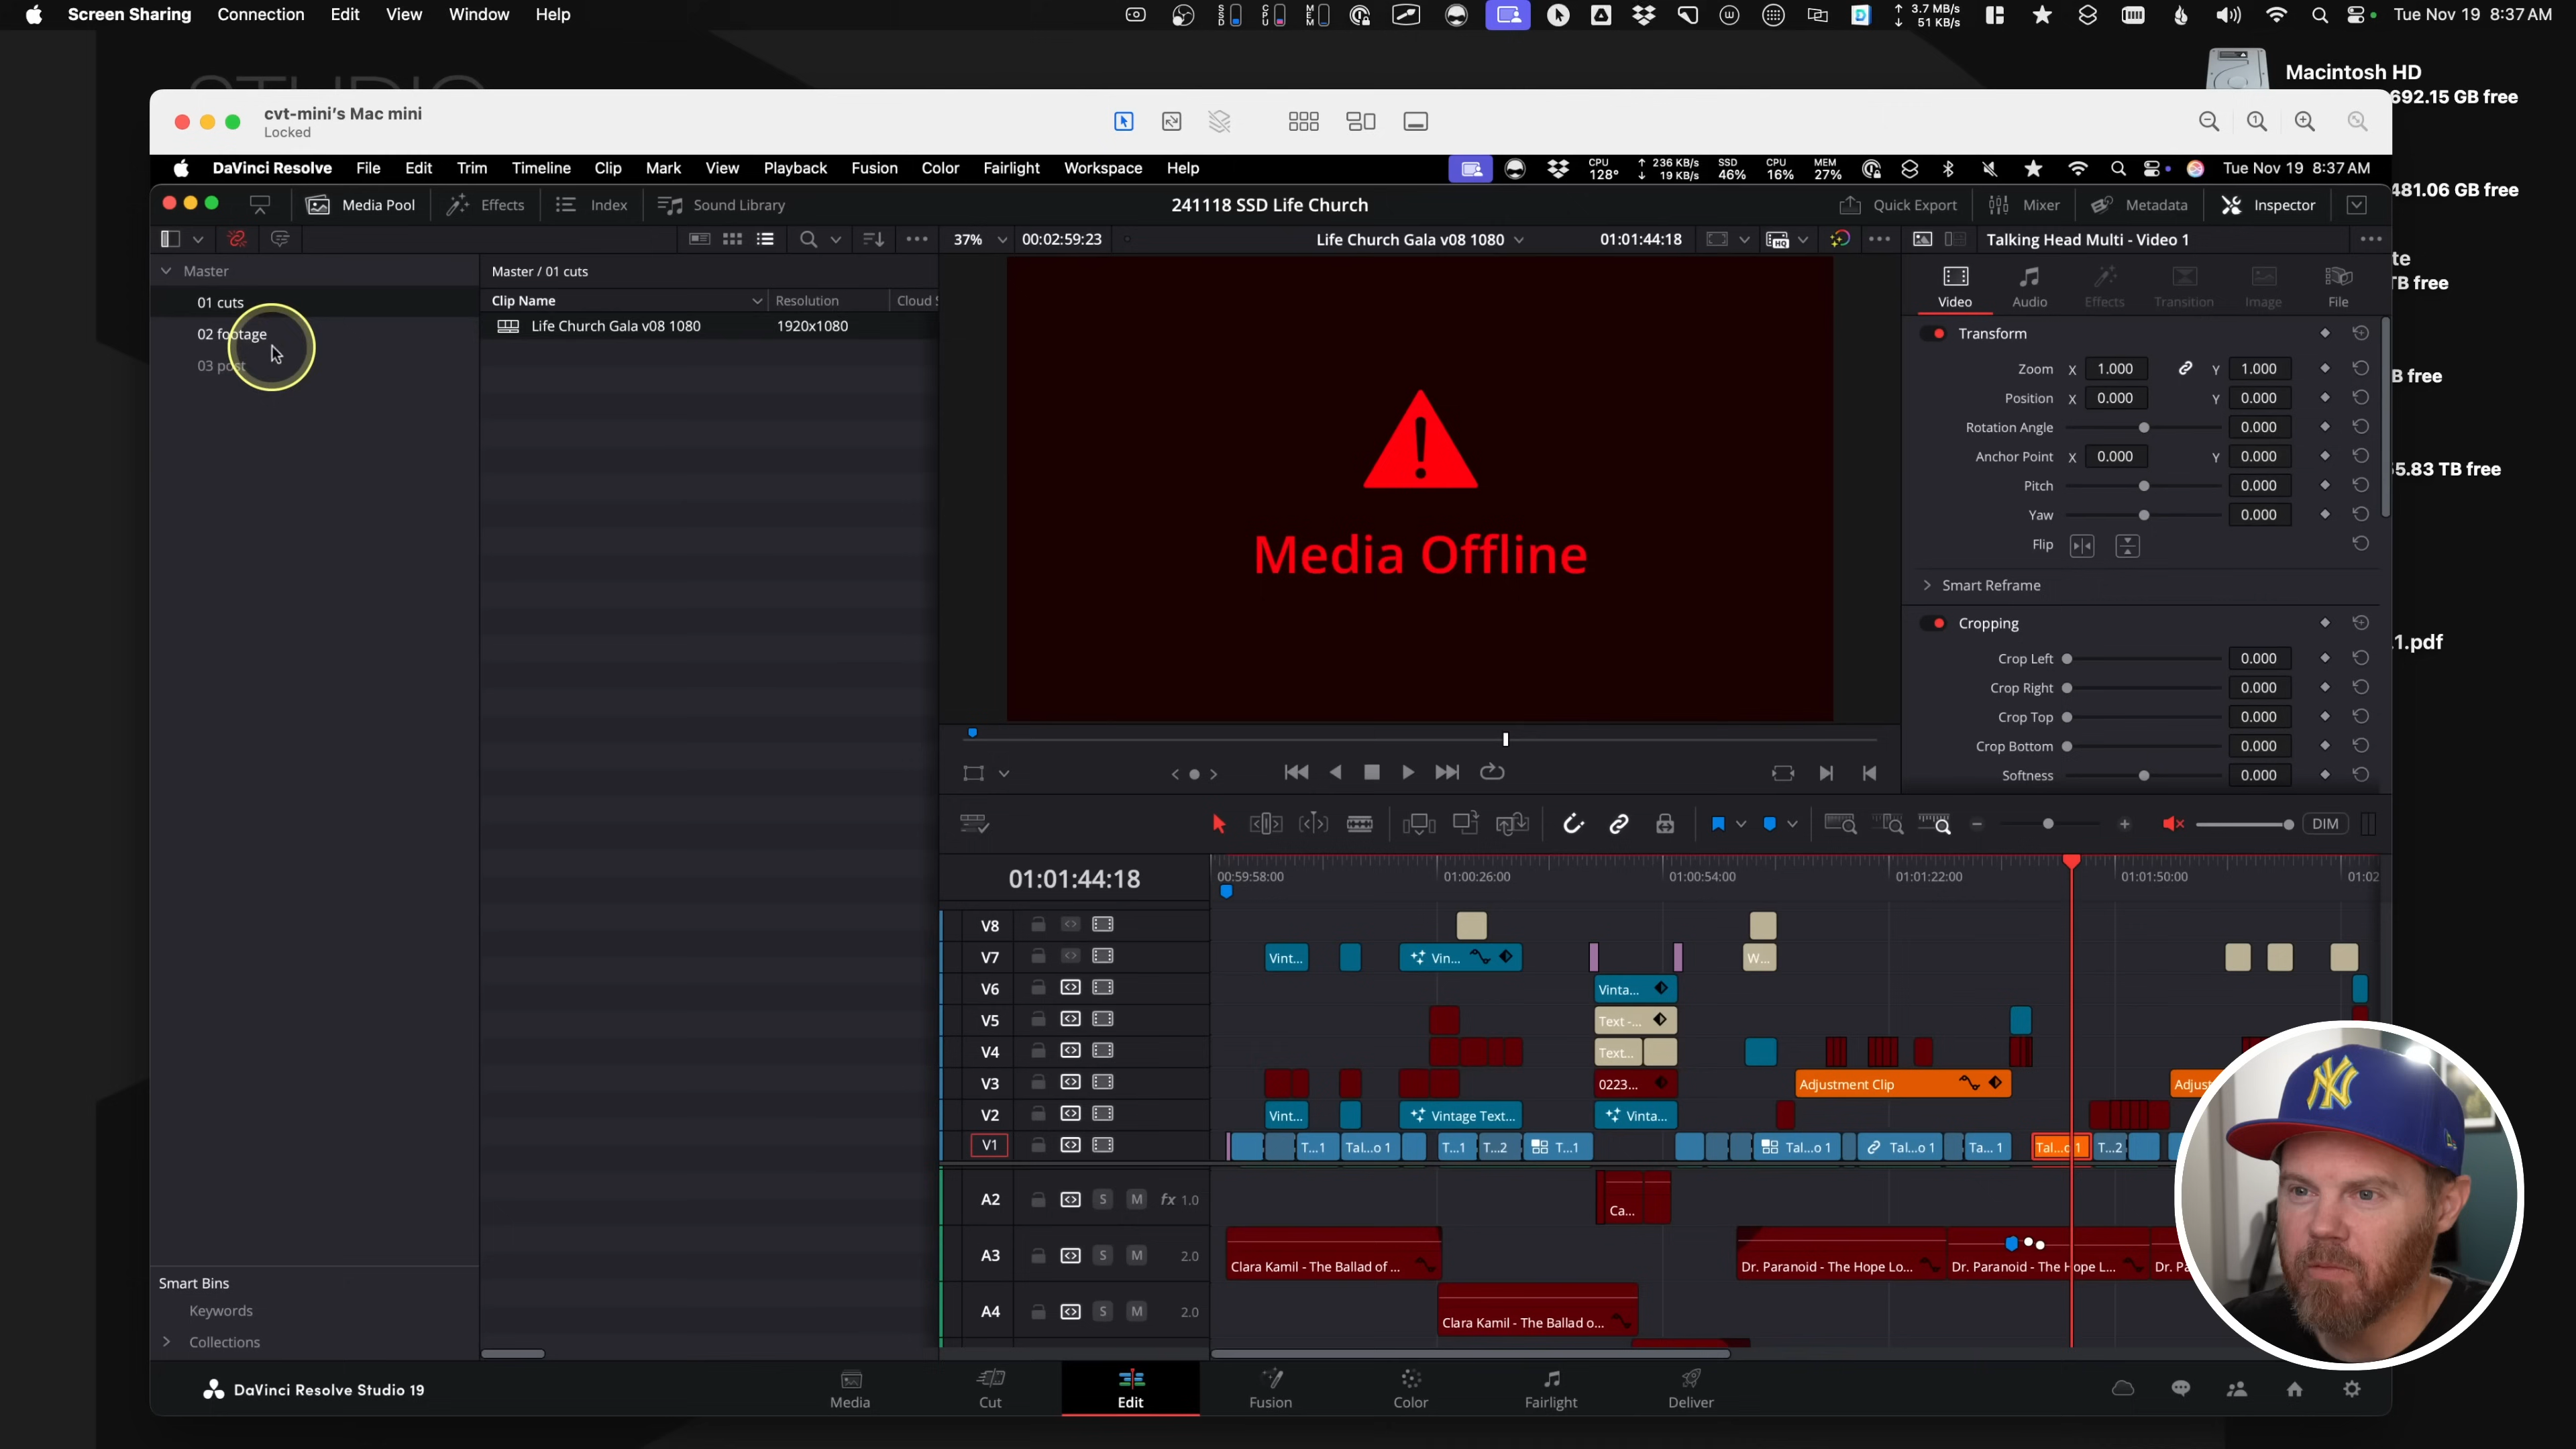 Screen Sharing Connection Edit View Window Help
SSD CPU MEM 3.7 MB/s 51 KB/s Tue Nov 19 8:37 AM
STUDIO
Macintosh HD
692.15 GB free
481.06 GB free
te
TB free
B free
5.83 TB free
.1.pdf
cvt-mini's Mac mini
Locked
DaVinci Resolve File Edit Trim Timeline Clip Mark View Playback Fusion Color Fairlight Workspace Help
CPU 128° 236 KB/s 19 KB/s SSD 46% CPU 16% MEM 27% Tue Nov 19 8:37 AM
Media Pool Effects Index Sound Library 241118 SSD Life Church Quick Export Mixer Metadata Inspector
37% 00:02:59:23 Life Church Gala v08 1080 01:01:44:18 HQ Talking Head Multi - Video 1
Master
01 cuts
02 footage
03 post
Master / 01 cuts
Clip Name Resolution Cloud S
Life Church Gala v08 1080 1920x1080
Media Offline
Video Audio Effects Transition Image File
Transform
Zoom X 1.000 Y 1.000
Position X 0.000 Y 0.000
Rotation Angle 0.000
Anchor Point X 0.000 Y 0.000
Pitch 0.000
Yaw 0.000
Flip
Smart Reframe
Cropping
Crop Left 0.000
Crop Right 0.000
Crop Top 0.000
Crop Bottom 0.000
Softness 0.000
DIM
01:01:44:18
00:59:58:00 01:00:26:00 01:00:54:00 01:01:22:00 01:01:50:00 01:02
V8
V7 Vint... Vin... W...
V6 Vinta...
V5 Text -...
V4 Text...
V3 0223... Adjustment Clip Adjust
V2 Vint... Vintage Text... Vinta...
V1 T...1 Tal...o 1 T...1 T...2 T...1 Tal...o 1 Tal...o 1 Ta... 1 Tal...o 1 T...2
A2 S M fx 1.0 Ca...
A3 S M 2.0 Clara Kamil - The Ballad of ... Dr. Paranoid - The Hope Lo... Dr. Paranoid - The Hope L... Dr. Pa
A4 S M 2.0 Clara Kamil - The Ballad o...
Smart Bins
Keywords
Collections
NY
DaVinci Resolve Studio 19
Media Cut Edit Fusion Color Fairlight Deliver